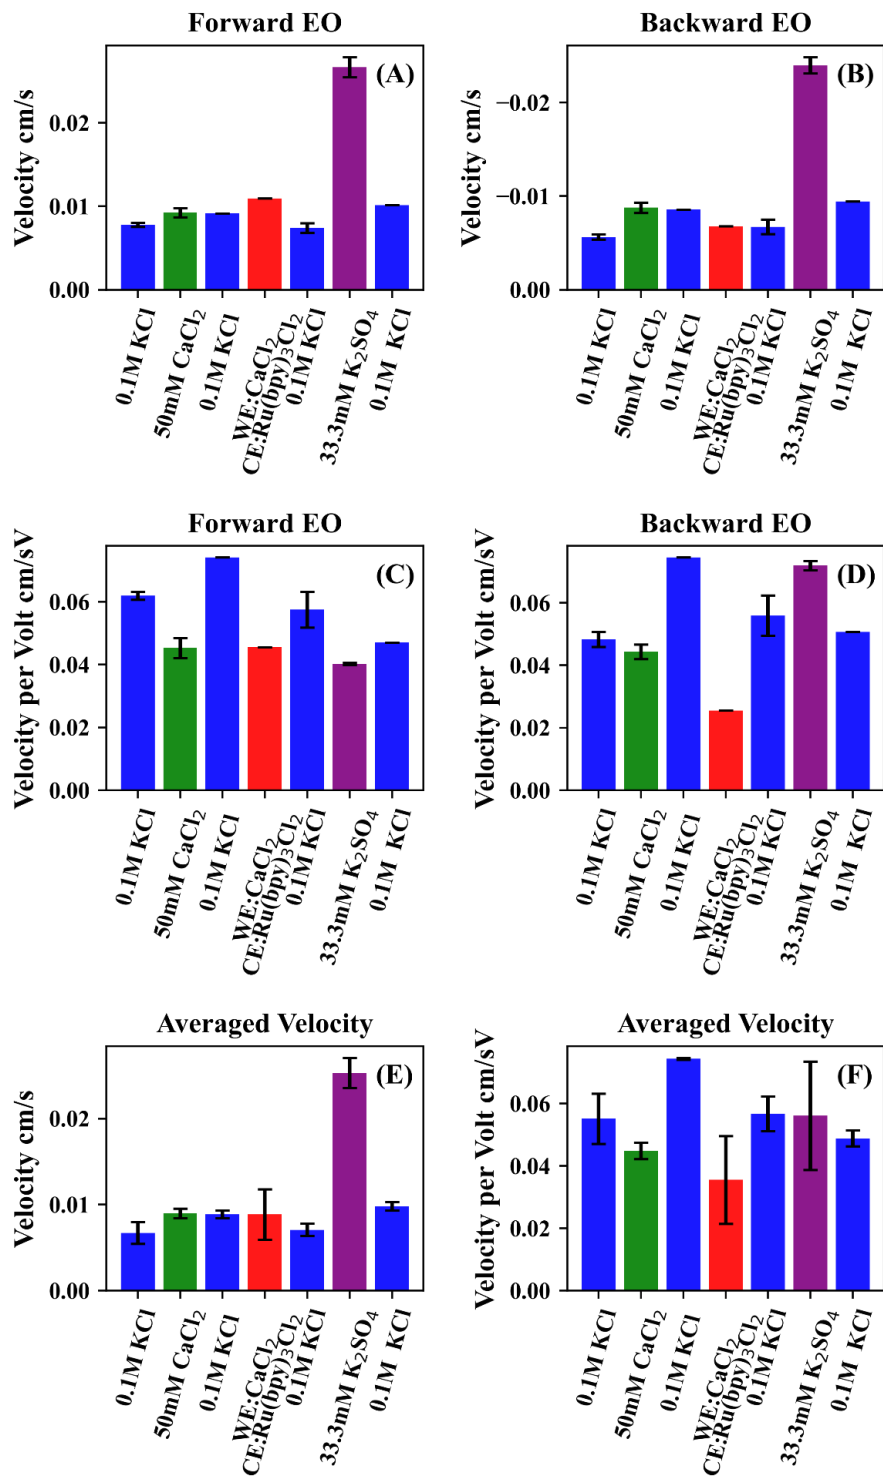 Forward EO
(A)
Velocity cm/s
0.02
0.01
0.00
0.1M KCl
50mM CaCl₂
0.1M KCl
WE:CaCl₂
CE:Ru(bpy)₃Cl₂
0.1M KCl
33.3mM K₂SO₄
0.1M KCl
Backward EO
(B)
Velocity cm/s
−0.02
−0.01
0.00
0.1M KCl
50mM CaCl₂
0.1M KCl
WE:CaCl₂
CE:Ru(bpy)₃Cl₂
0.1M KCl
33.3mM K₂SO₄
0.1M KCl
Forward EO
(C)
Velocity per Volt cm/sV
0.06
0.04
0.02
0.00
0.1M KCl
50mM CaCl₂
0.1M KCl
WE:CaCl₂
CE:Ru(bpy)₃Cl₂
0.1M KCl
33.3mM K₂SO₄
0.1M KCl
Backward EO
(D)
Velocity per Volt cm/sV
0.06
0.04
0.02
0.00
0.1M KCl
50mM CaCl₂
0.1M KCl
WE:CaCl₂
CE:Ru(bpy)₃Cl₂
0.1M KCl
33.3mM K₂SO₄
0.1M KCl
Averaged Velocity
(E)
Velocity cm/s
0.02
0.01
0.00
0.1M KCl
50mM CaCl₂
0.1M KCl
WE:CaCl₂
CE:Ru(bpy)₃Cl₂
0.1M KCl
33.3mM K₂SO₄
0.1M KCl
Averaged Velocity
(F)
Velocity per Volt cm/sV
0.06
0.04
0.02
0.00
0.1M KCl
50mM CaCl₂
0.1M KCl
WE:CaCl₂
CE:Ru(bpy)₃Cl₂
0.1M KCl
33.3mM K₂SO₄
0.1M KCl